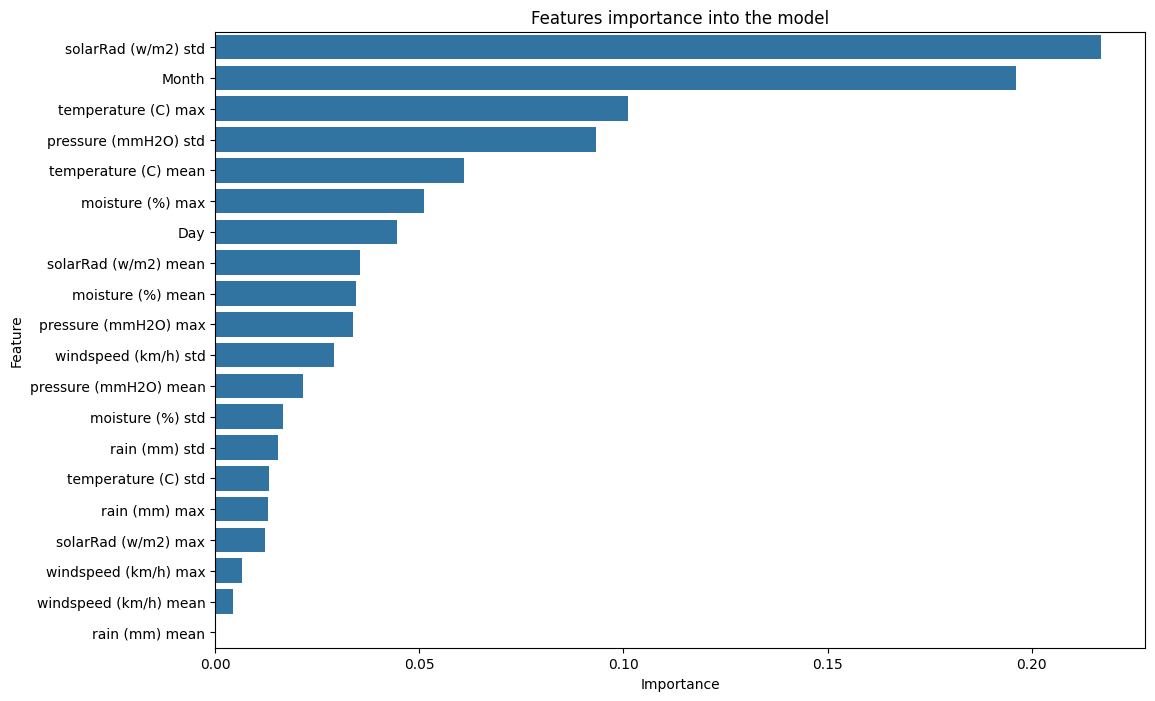 Features importance into the model
Feature
solarRad (w/m2) std
Month
temperature (C) max
pressure (mmH2O) std
temperature (C) mean
moisture (%) max
Day
solarRad (w/m2) mean
moisture (%) mean
pressure (mmH2O) max
windspeed (km/h) std
pressure (mmH2O) mean
moisture (%) std
rain (mm) std
temperature (C) std
rain (mm) max
solarRad (w/m2) max
windspeed (km/h) max
windspeed (km/h) mean
rain (mm) mean
0.00 0.05 0.10 0.15 0.20
Importance